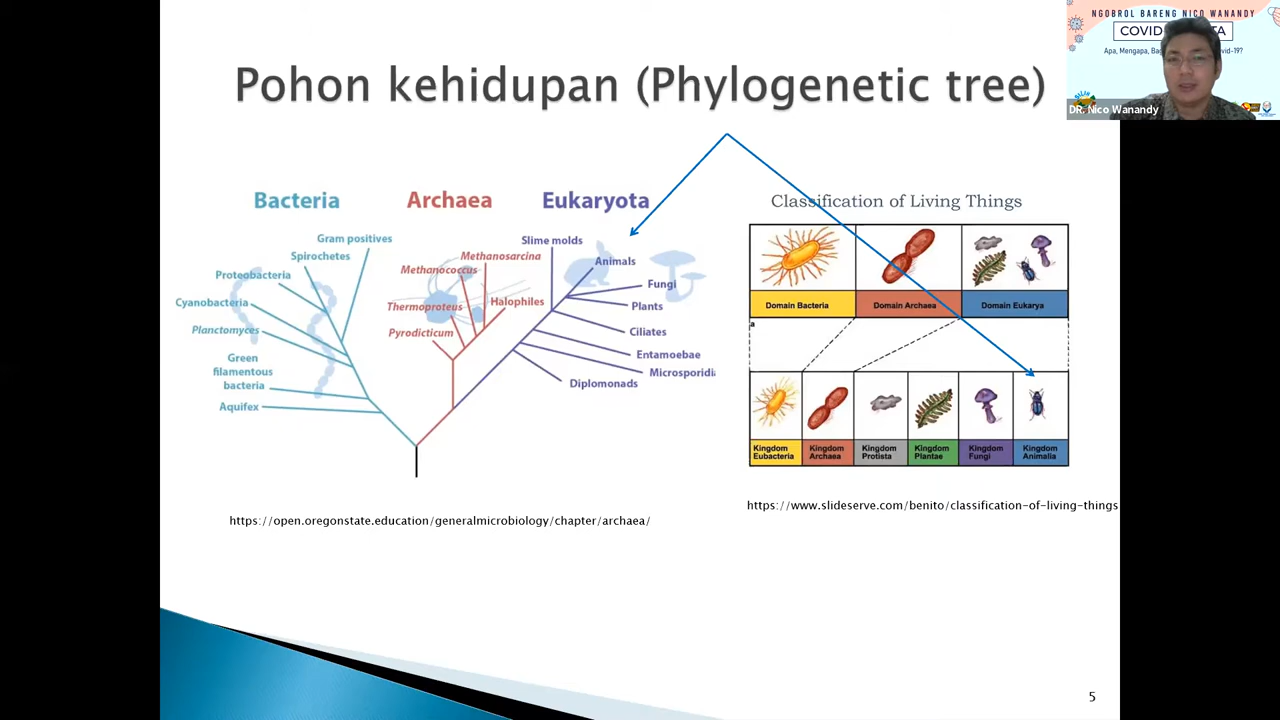 NGOBROL BARENG NICO WANANDY
COVID
TA
Apa, Mengapa,
vid-19?
DR. Nico Wanandy
Pohon kehidupan (Phylogenetic tree)
Bacteria
Archaea
Eukaryota
Gram positives
Spirochetes
Proteobacteria
Cyanobacteria
Planctomyces
Green
filamentous
bacteria
Aquifex
Methanosarcina
Methanococcus
Thermoproteus
Halophiles
Pyrodicticum
Slime molds
Animals
Fungi
Plants
Ciliates
Entamoebae
Microsporidi
Diplomonads
https://open.oregonstate.education/generalmicrobiology/chapter/archaea/
Classification of Living Things
Domain Bacteria
Domain Archaea
Domain Eukarya
a
Kingdom
Eubacteria
Kingdom
Archaea
Kingdom
Protista
Kingdom
Plantae
Kingdom
Fungi
Kingdom
Animalia
https://www.slideserve.com/benito/classification-of-living-things
5